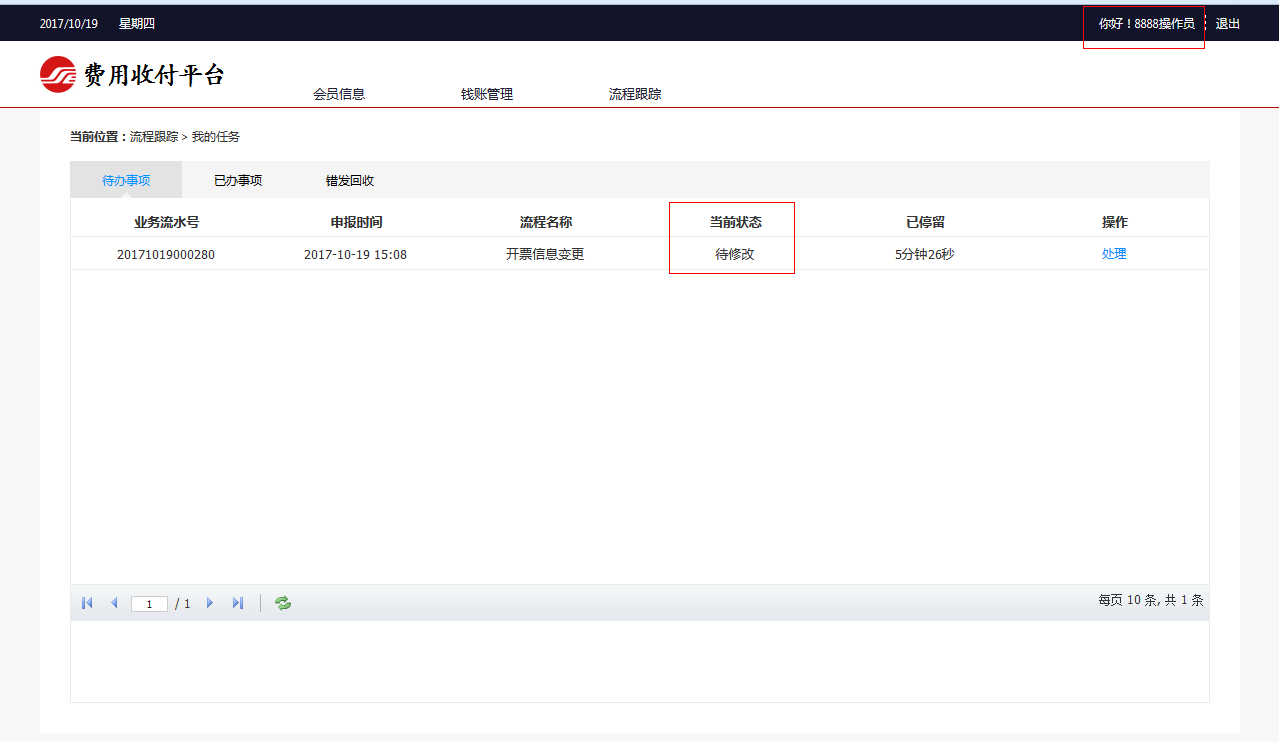 2017/10/19 星期四 你好！8888操作员 退出
费用收付平台
会员信息 钱账管理 流程跟踪
当前位置：流程跟踪 > 我的任务
待办事项 已办事项 错发回收
业务流水号 申报时间 流程名称 当前状态 已停留 操作
20171019000280 2017-10-19 15:08 开票信息变更 待修改 5分钟26秒 处理
1 / 1 每页 10 条, 共 1 条